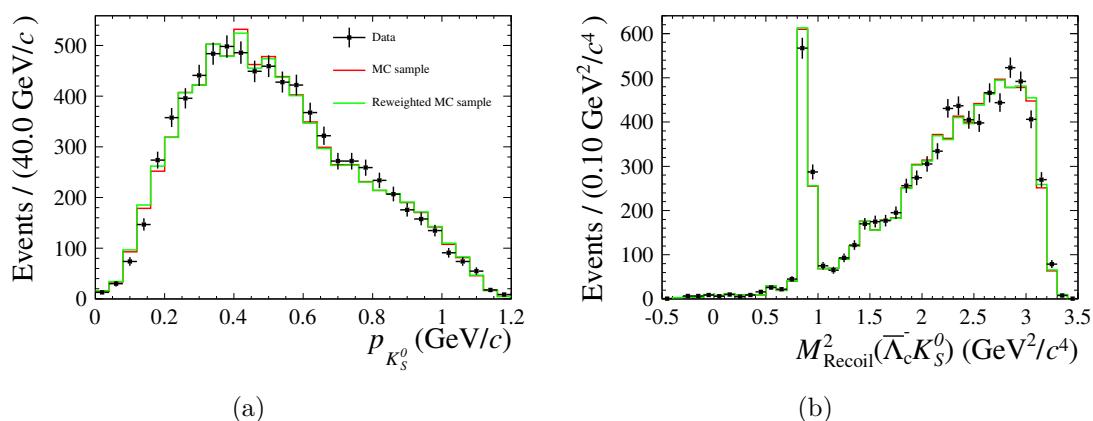 Events / (40.0 GeV/c)
500
400
300
200
100
0
Data
MC sample
Reweighted MC sample
0 0.2 0.4 0.6 0.8 1 1.2
p_{K_S^0} (GeV/c)
(a)
Events / (0.10 GeV²/c⁴)
600
500
400
300
200
100
0
-0.5 0 0.5 1 1.5 2 2.5 3 3.5
M²_{Recoil}(Λ̅_c^- K_S^0) (GeV²/c⁴)
(b)